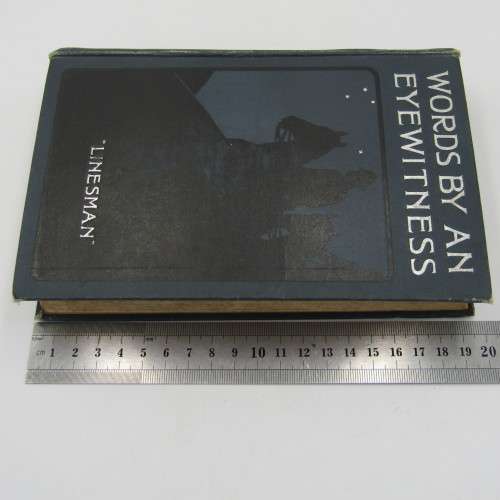 WORDS BY AN
EYEWITNESS
"LINESMAN"
cm 1 2 3 4 5 6 7 8 9 10 11 12 13 14 15 16 17 18 19 20